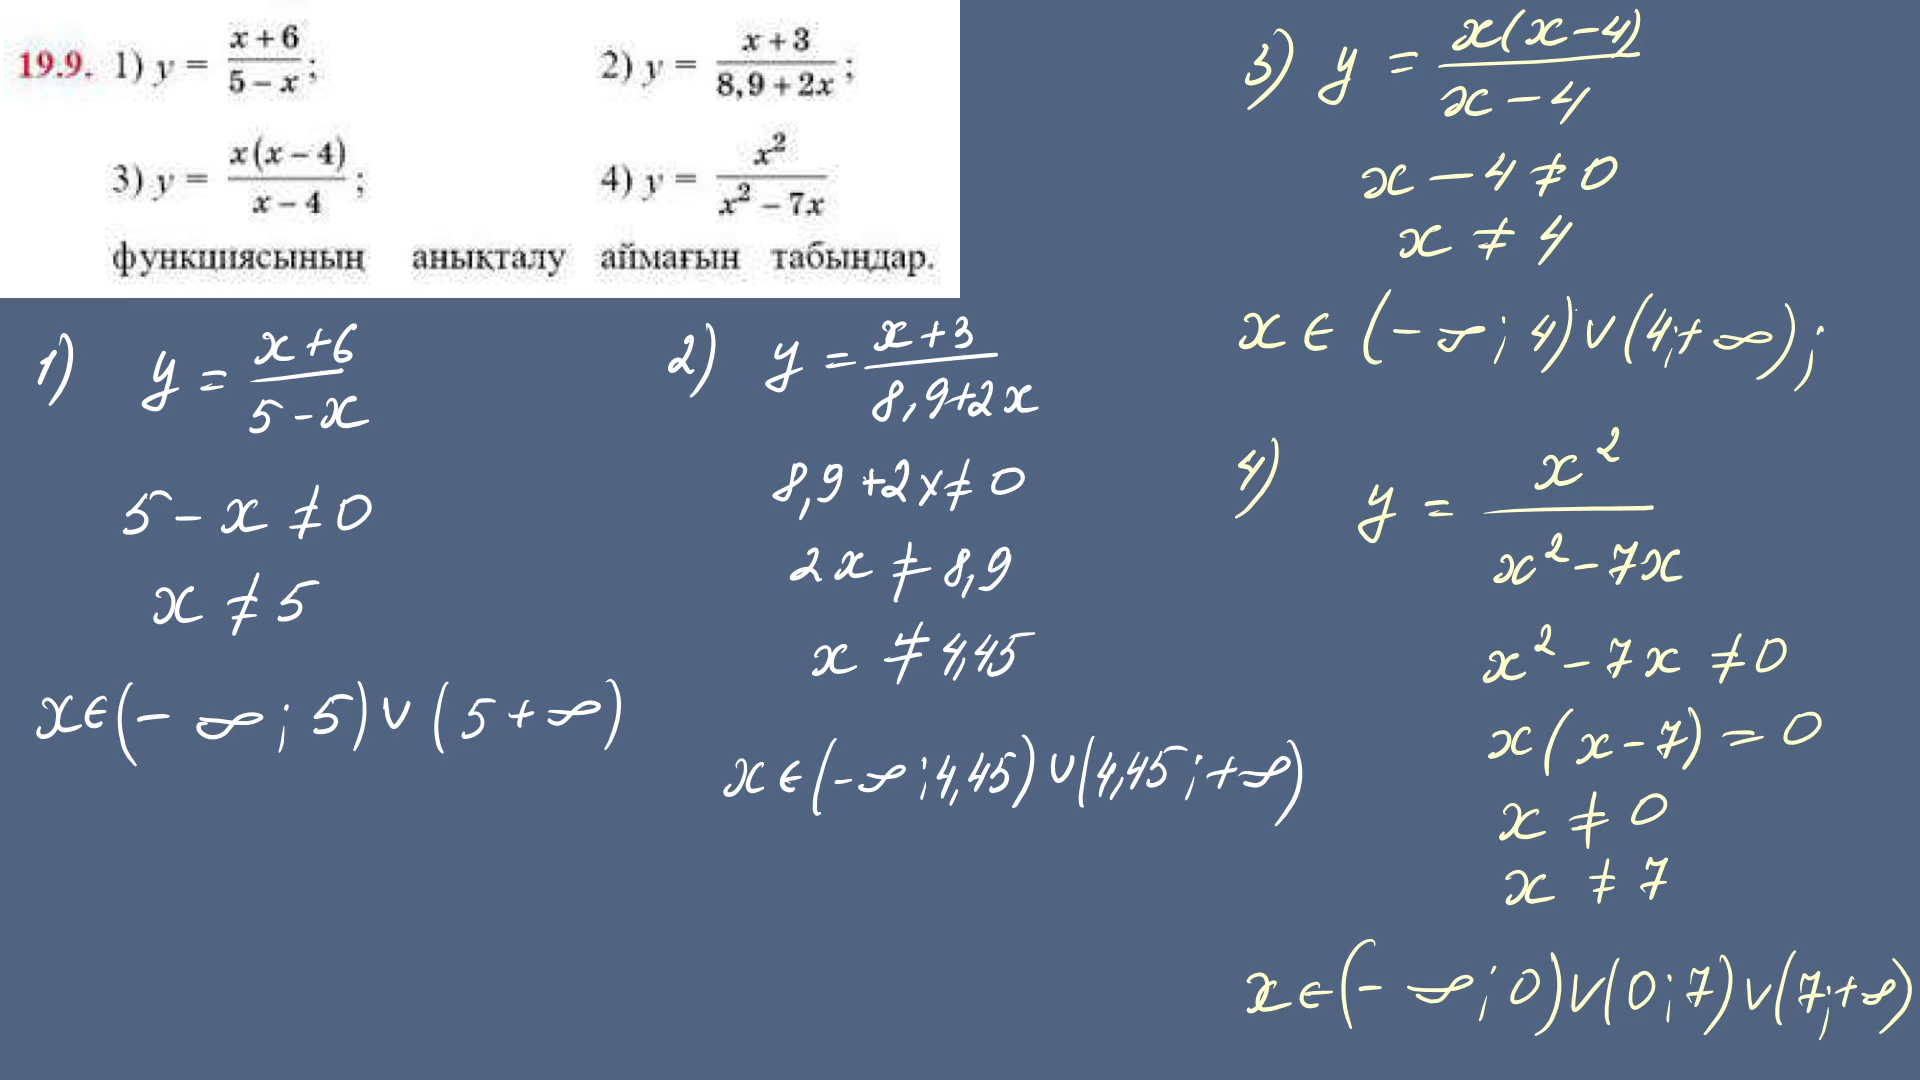 19.9. 1) y = (x + 6)/(5 – x); 2) y = (x + 3)/(8,9 + 2x);
3) y = x(x – 4)/(x – 4); 4) y = x²/(x² – 7x)
функциясының анықталу аймағын табыңдар.
1) y = (x+6)/(5-x)
5 - x ≠ 0
x ≠ 5
x ∈ (- ∞; 5) ∨ (5 + ∞)
2) y = (x+3)/(8,9+2x)
8,9 + 2x ≠ 0
2x ≠ 8,9
x ≠ 4,45
x ∈ (-∞; 4,45) ∪ (4,45; +∞)
3) y = x(x-4)/(x-4)
x - 4 ≠ 0
x ≠ 4
x ∈ (- ∞; 4) ∨ (4; + ∞);
4) y = x²/(x² - 7x)
x² - 7x ≠ 0
x(x - 7) = 0
x ≠ 0
x ≠ 7
x ∈ (- ∞; 0) ∨ (0; 7) ∨ (7; +∞)